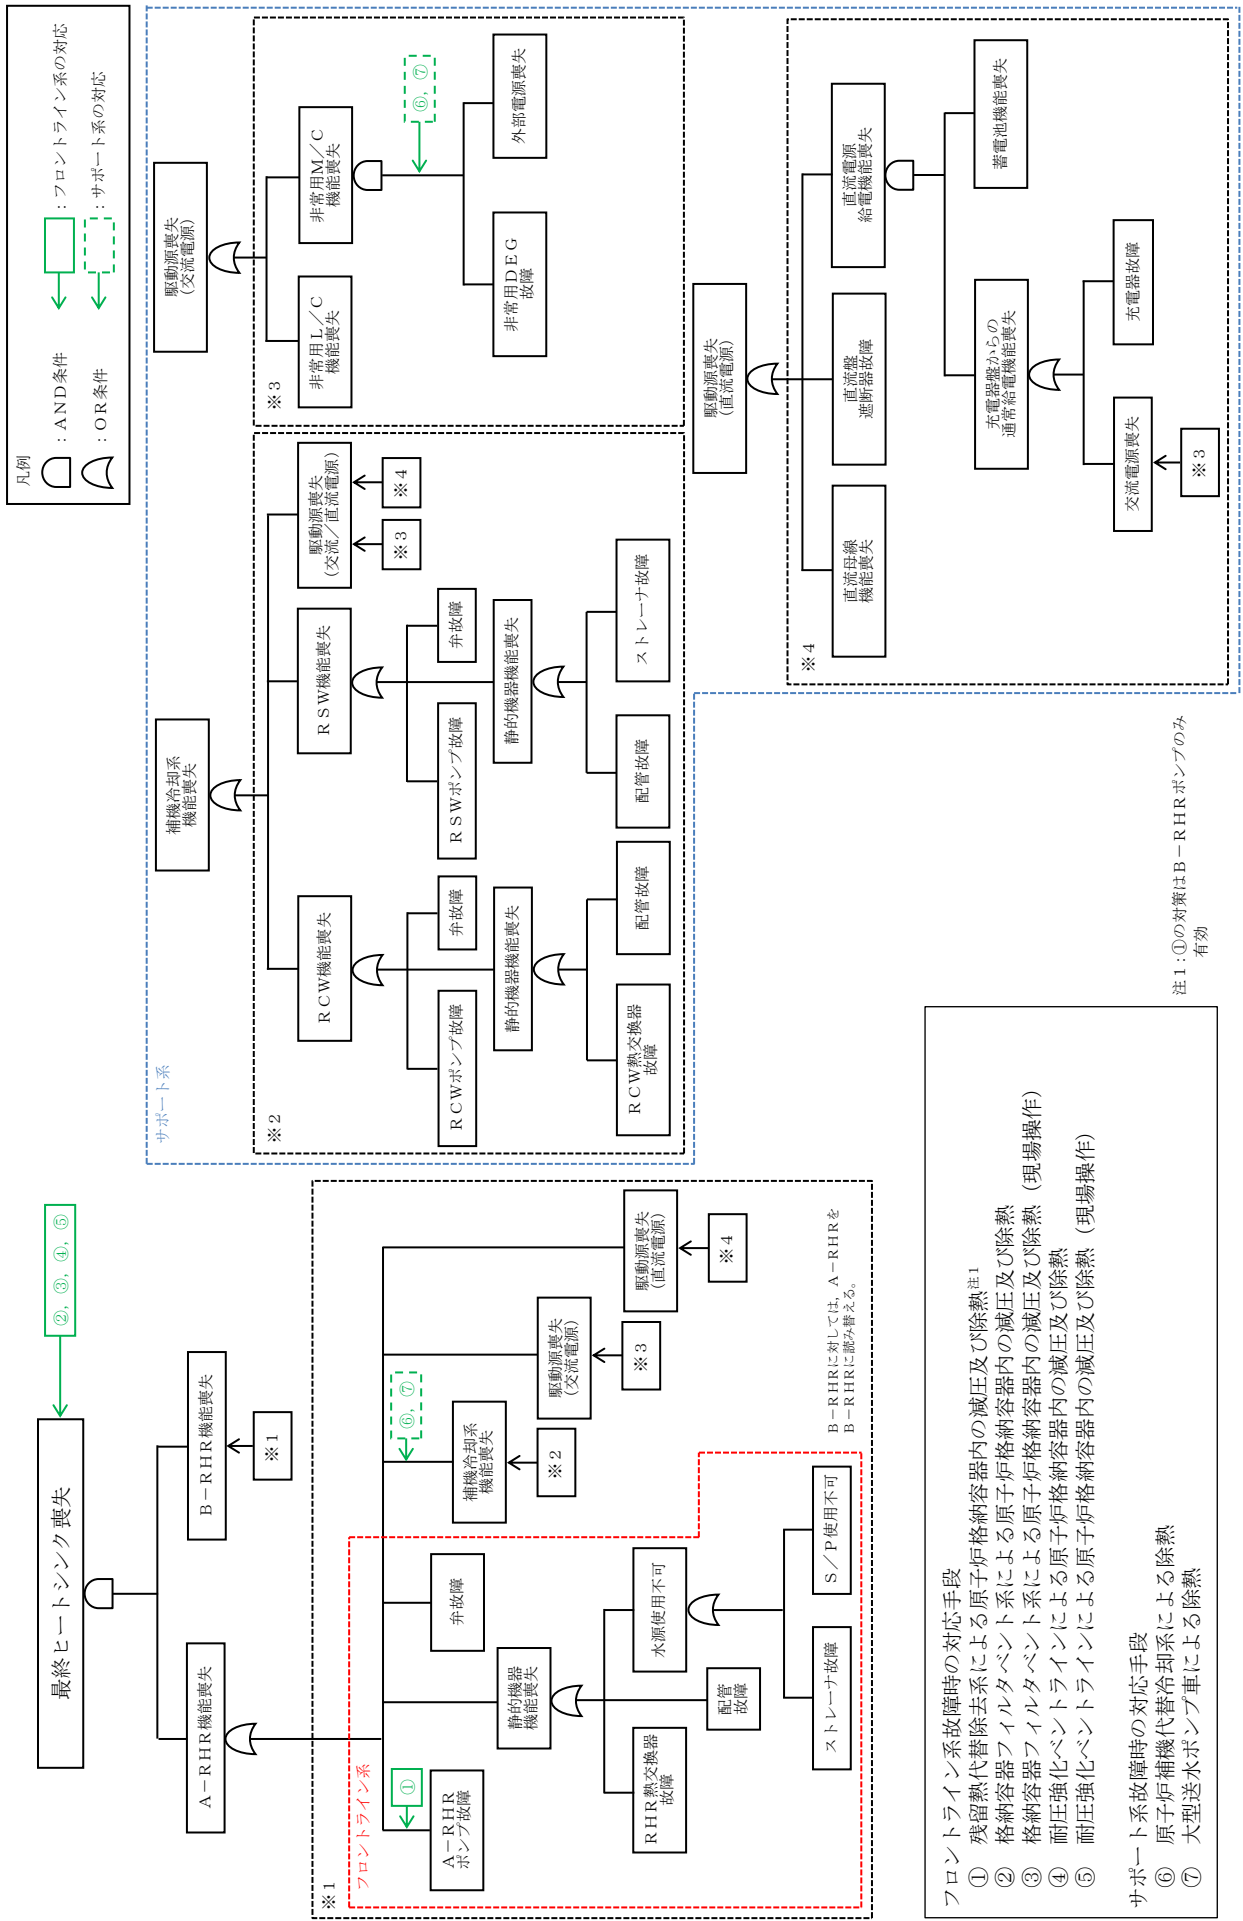 凡例
：AND条件
：OR条件
：フロントライン系の対応
：サポート系の対応
最終ヒートシンク喪失
②，③，④，⑤
A－RHR機能喪失
B－RHR機能喪失
※1
※1
フロントライン系
①
A－RHR
ポンプ故障
静的機器
機能喪失
弁故障
RHR熱交換器
故障
配管
故障
水源使用不可
ストレーナ故障
S／P使用不可
⑥，⑦
補機冷却系
機能喪失
※2
駆動源喪失
（交流電源）
※3
駆動源喪失
（直流電源）
※4
B－RHRに対しては，A－RHRを
B－RHRに読み替える。
サポート系
補機冷却系
機能喪失
※2
RCW機能喪失
RCWポンプ故障
弁故障
静的機器機能喪失
RCW熱交換器
故障
配管故障
RSW機能喪失
RSWポンプ故障
弁故障
静的機器機能喪失
配管故障
ストレーナ故障
駆動源喪失
（交流／直流電源）
※3
※4
駆動源喪失
（交流電源）
※3
非常用L／C
機能喪失
非常用M／C
機能喪失
⑥，⑦
非常用DEG
故障
外部電源喪失
駆動源喪失
（直流電源）
※4
直流母線
機能喪失
直流盤
遮断器故障
直流電源
給電機能喪失
充電器盤からの
通常給電機能喪失
蓄電池機能喪失
交流電源喪失
※3
充電器故障
フロントライン系故障時の対応手段
① 残留熱代替除去系による原子炉格納容器内の減圧及び除熱注1
② 格納容器フィルタベント系による原子炉格納容器内の減圧及び除熱
③ 格納容器フィルタベント系による原子炉格納容器内の減圧及び除熱（現場操作）
④ 耐圧強化ベントラインによる原子炉格納容器内の減圧及び除熱
⑤ 耐圧強化ベントラインによる原子炉格納容器内の減圧及び除熱（現場操作）
サポート系故障時の対応手段
⑥ 原子炉補機代替冷却系による除熱
⑦ 大型送水ポンプ車による除熱
注1：①の対策はB－RHRポンプのみ
有効